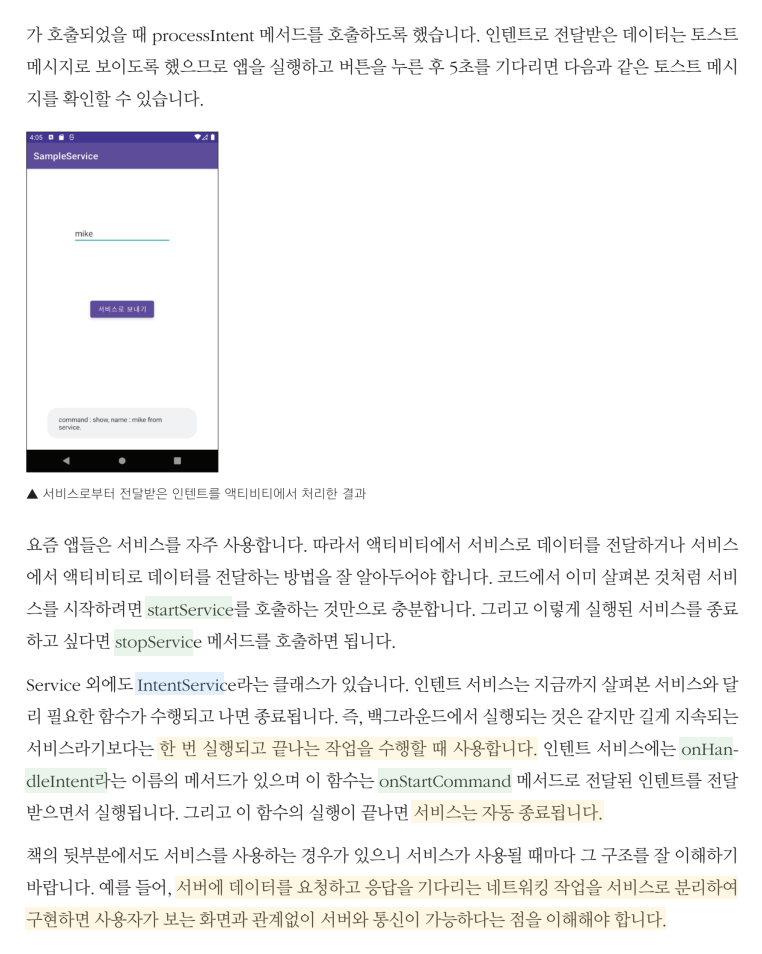 가 호출되었을 때 processIntent 메서드를 호출하도록 했습니다. 인텐트로 전달받은 데이터는 토스트
메시지로 보이도록 했으므로 앱을 실행하고 버튼을 누른 후 5초를 기다리면 다음과 같은 토스트 메시
지를 확인할 수 있습니다.
4:05
SampleService
mike
서비스로 보내기
command : show, name : mike from
service.
▲ 서비스로부터 전달받은 인텐트를 액티비티에서 처리한 결과
요즘 앱들은 서비스를 자주 사용합니다. 따라서 액티비티에서 서비스로 데이터를 전달하거나 서비스
에서 액티비티로 데이터를 전달하는 방법을 잘 알아두어야 합니다. 코드에서 이미 살펴본 것처럼 서비
스를 시작하려면 startService를 호출하는 것만으로 충분합니다. 그리고 이렇게 실행된 서비스를 종료
하고 싶다면 stopService 메서드를 호출하면 됩니다.
Service 외에도 IntentService라는 클래스가 있습니다. 인텐트 서비스는 지금까지 살펴본 서비스와 달
리 필요한 함수가 수행되고 나면 종료됩니다. 즉, 백그라운드에서 실행되는 것은 같지만 길게 지속되는
서비스라기보다는 한 번 실행되고 끝나는 작업을 수행할 때 사용합니다. 인텐트 서비스에는 onHan-
dleIntent라는 이름의 메서드가 있으며 이 함수는 onStartCommand 메서드로 전달된 인텐트를 전달
받으면서 실행됩니다. 그리고 이 함수의 실행이 끝나면 서비스는 자동 종료됩니다.
책의 뒷부분에서도 서비스를 사용하는 경우가 있으니 서비스가 사용될 때마다 그 구조를 잘 이해하기
바랍니다. 예를 들어, 서버에 데이터를 요청하고 응답을 기다리는 네트워킹 작업을 서비스로 분리하여
구현하면 사용자가 보는 화면과 관계없이 서버와 통신이 가능하다는 점을 이해해야 합니다.